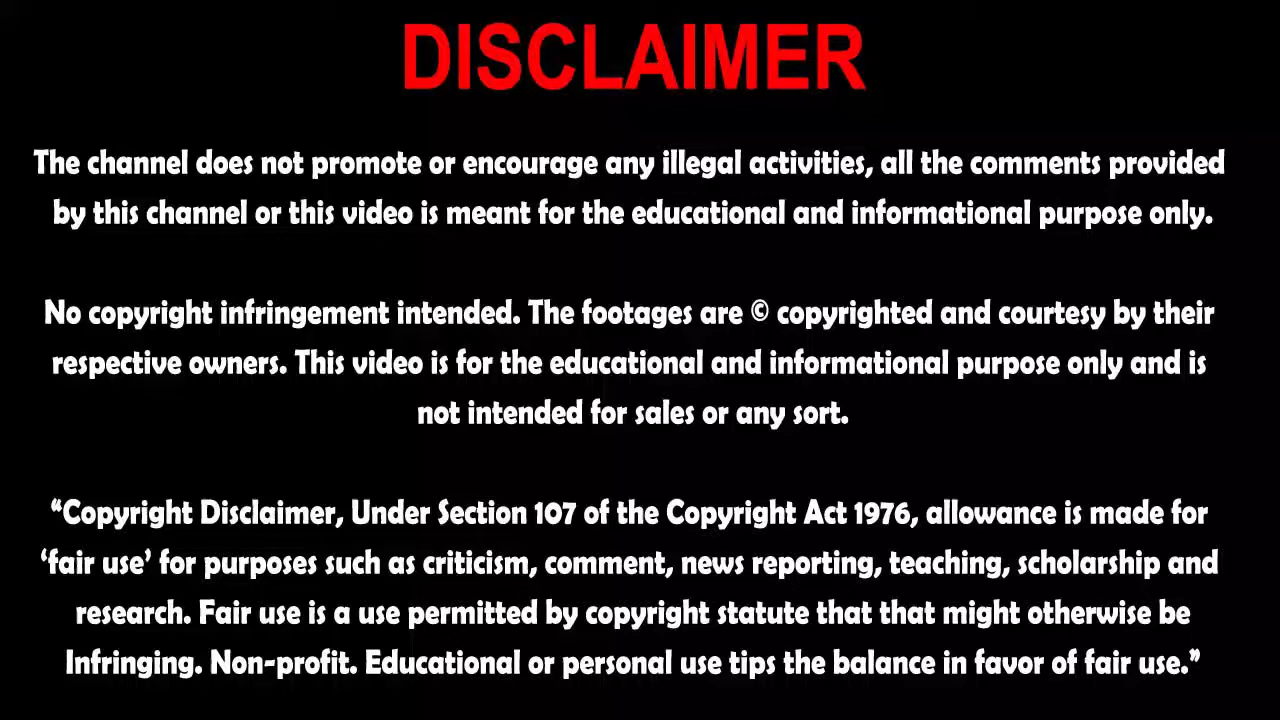 DISCLAIMER
The channel does not promote or encourage any illegal activities, all the comments provided
by this channel or this video is meant for the educational and informational purpose only.
No copyright infringement intended. The footages are © copyrighted and courtesy by their
respective owners. This video is for the educational and informational purpose only and is
not intended for sales or any sort.
“Copyright Disclaimer, Under Section 107 of the Copyright Act 1976, allowance is made for
‘fair use’ for purposes such as criticism, comment, news reporting, teaching, scholarship and
research. Fair use is a use permitted by copyright statute that that might otherwise be
Infringing. Non-profit. Educational or personal use tips the balance in favor of fair use.”